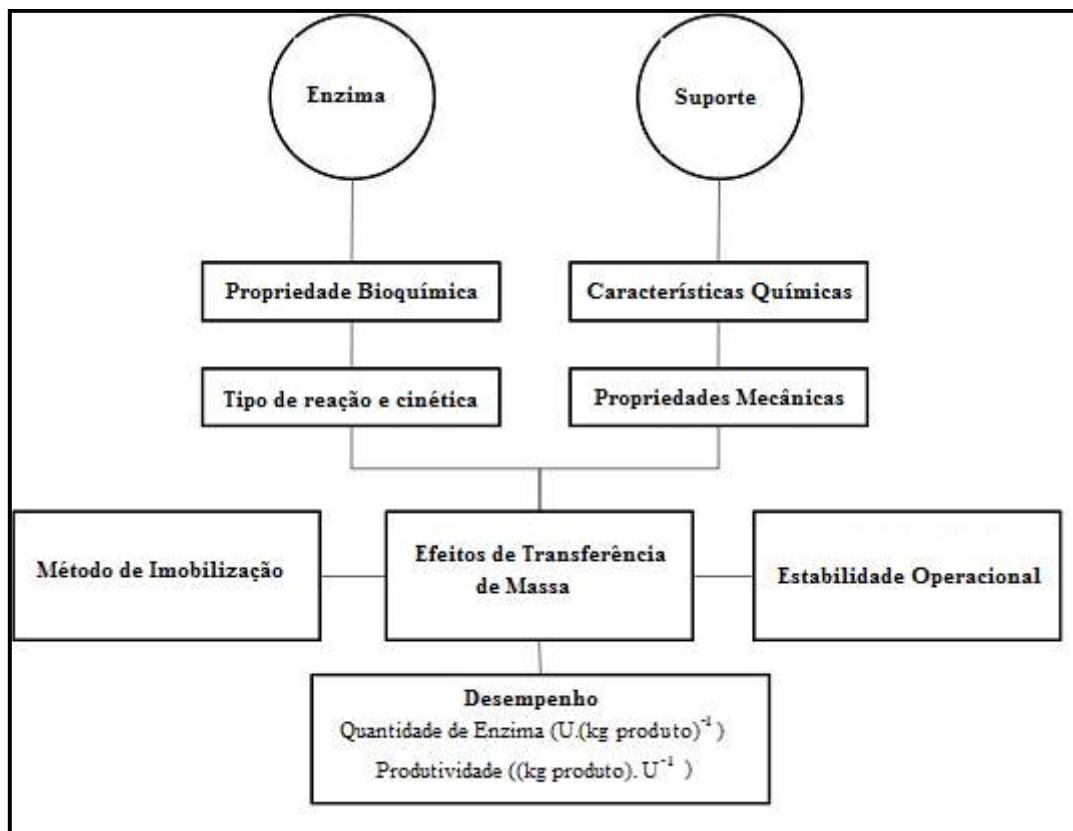 Enzima
Suporte
Propriedade Bioquímica
Características Químicas
Tipo de reação e cinética
Propriedades Mecânicas
Método de Imobilização
Efeitos de Transferência
de Massa
Estabilidade Operacional
Desempenho
Quantidade de Enzima (U.(kg produto)⁻¹ )
Produtividade ((kg produto). U⁻¹ )